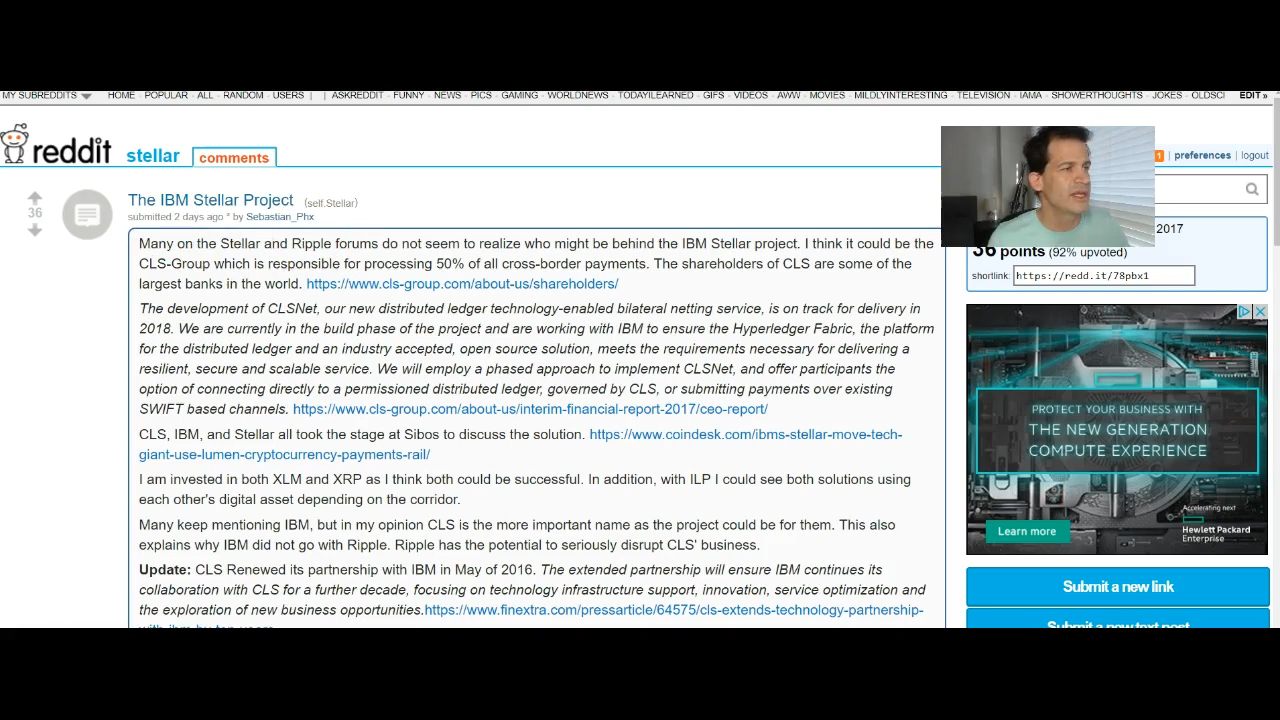 MY SUBREDDITS HOME - POPULAR - ALL - RANDOM - USERS | | ASKREDDIT - FUNNY - NEWS - PICS - GAMING - WORLDNEWS - TODAYILEARNED - GIFS - VIDEOS - AWW - MOVIES - MILDLYINTERESTING - TELEVISION - IAMA - SHOWERTHOUGHTS - JOKES - OLDSCI EDIT »
reddit stellar comments
1 | preferences | logout
36
The IBM Stellar Project (self.Stellar)
submitted 2 days ago * by Sebastian_Phx
Many on the Stellar and Ripple forums do not seem to realize who might be behind the IBM Stellar project. I think it could be the
CLS-Group which is responsible for processing 50% of all cross-border payments. The shareholders of CLS are some of the
largest banks in the world. https://www.cls-group.com/about-us/shareholders/
The development of CLSNet, our new distributed ledger technology-enabled bilateral netting service, is on track for delivery in
2018. We are currently in the build phase of the project and are working with IBM to ensure the Hyperledger Fabric, the platform
for the distributed ledger and an industry accepted, open source solution, meets the requirements necessary for delivering a
resilient, secure and scalable service. We will employ a phased approach to implement CLSNet, and offer participants the
option of connecting directly to a permissioned distributed ledger, governed by CLS, or submitting payments over existing
SWIFT based channels. https://www.cls-group.com/about-us/interim-financial-report-2017/ceo-report/
CLS, IBM, and Stellar all took the stage at Sibos to discuss the solution. https://www.coindesk.com/ibms-stellar-move-tech-
giant-use-lumen-cryptocurrency-payments-rail/
I am invested in both XLM and XRP as I think both could be successful. In addition, with ILP I could see both solutions using
each other's digital asset depending on the corridor.
Many keep mentioning IBM, but in my opinion CLS is the more important name as the project could be for them. This also
explains why IBM did not go with Ripple. Ripple has the potential to seriously disrupt CLS' business.
Update: CLS Renewed its partnership with IBM in May of 2016. The extended partnership will ensure IBM continues its
collaboration with CLS for a further decade, focusing on technology infrastructure support, innovation, service optimization and
the exploration of new business opportunities.https://www.finextra.com/pressarticle/64575/cls-extends-technology-partnership-
with-ibm-by-ten-years
2017
36 points (92% upvoted)
shortlink: https://redd.it/78pbx1
PROTECT YOUR BUSINESS WITH
THE NEW GENERATION
COMPUTE EXPERIENCE
Accelerating next
Learn more
Hewlett Packard
Enterprise
Submit a new link
Submit a new text post